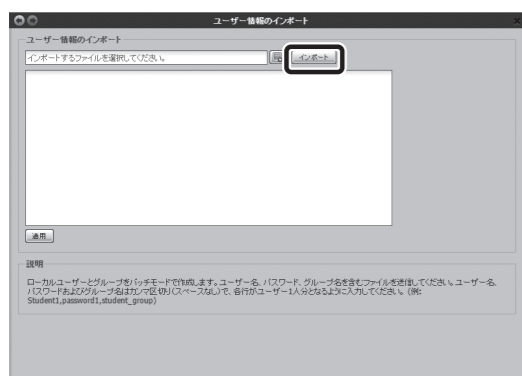 ユーザー情報のインポート
ユーザー情報のインポート
インポートするファイルを選択してください。
インポート
適用
説明
ローカルユーザーとグループをバッチモードで作成します。ユーザー名、パスワード、グループ名を含むファイルを送信してください。ユーザー名、
パスワードおよびグループ名はカンマ区切り(スペースなし)で、各行がユーザー1人分となるように入力してください。(例:
Student1,password1,student_group)